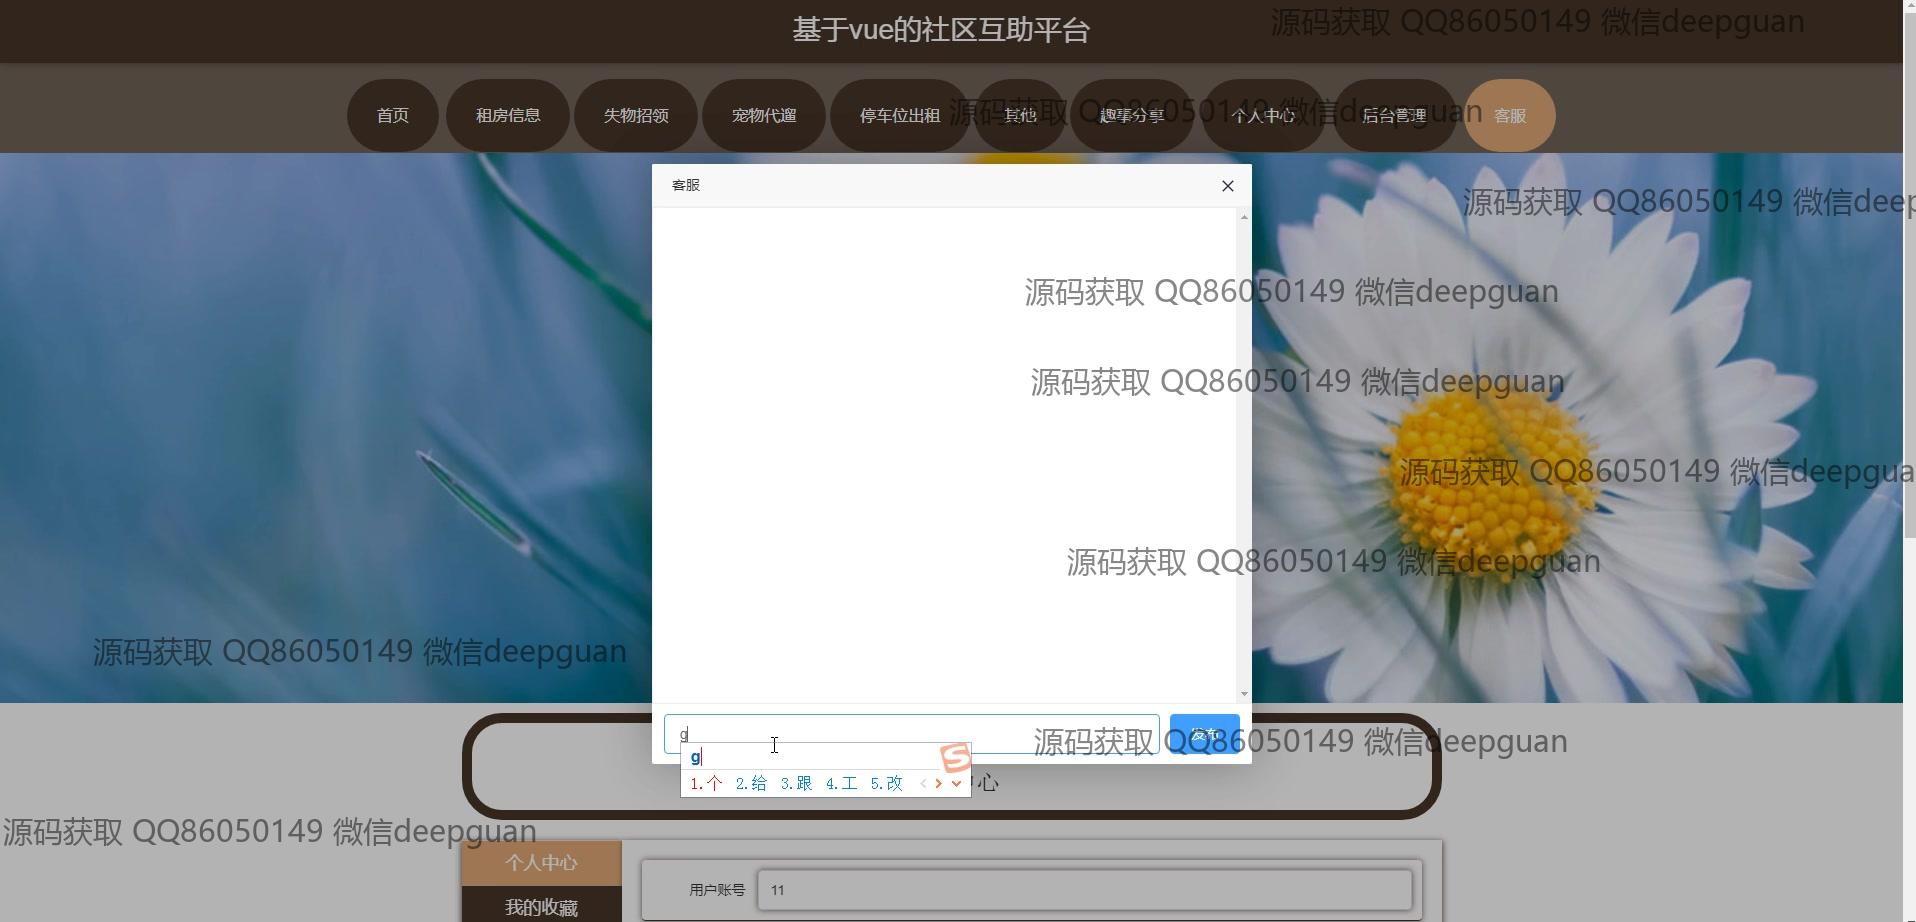 基于vue的社区互助平台
源码获取 QQ86050149 微信deepguan
首页
租房信息
失物招领
宠物代遛
停车位出租
其他
趣事分享
个人中心
后台管理
客服
源码获取 QQ86050149 微信deepguan
客服
源码获取 QQ86050149 微信deep
源码获取 QQ86050149 微信deepguan
源码获取 QQ86050149 微信deepguan
源码获取 QQ86050149 微信deepgua
源码获取 QQ86050149 微信deepguan
源码获取 QQ86050149 微信deepguan
g
发布
源码获取 QQ86050149 微信deepguan
g
1.个 2.给 3.跟 4.工 5.改
心
源码获取 QQ86050149 微信deepguan
个人中心
用户账号
11
我的收藏